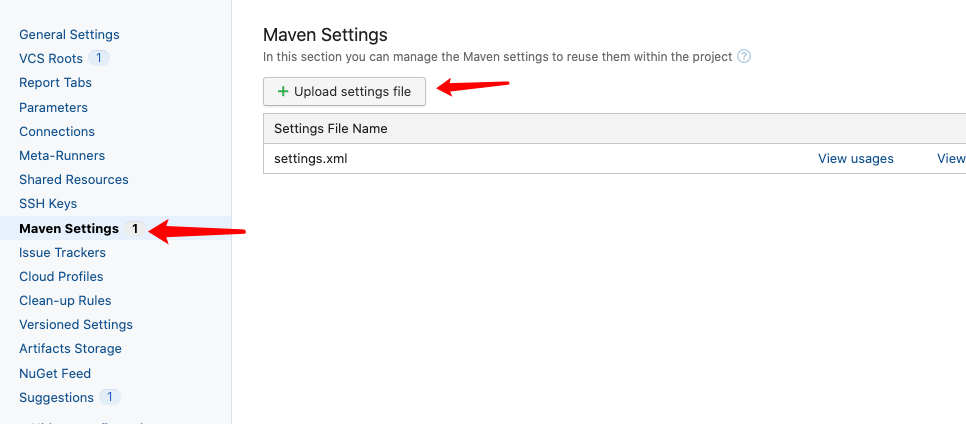 General Settings
VCS Roots 1
Report Tabs
Parameters
Connections
Meta-Runners
Shared Resources
SSH Keys
Maven Settings 1
Issue Trackers
Cloud Profiles
Clean-up Rules
Versioned Settings
Artifacts Storage
NuGet Feed
Suggestions 1
Maven Settings
In this section you can manage the Maven settings to reuse them within the project ?
+ Upload settings file
Settings File Name
settings.xml View usages View